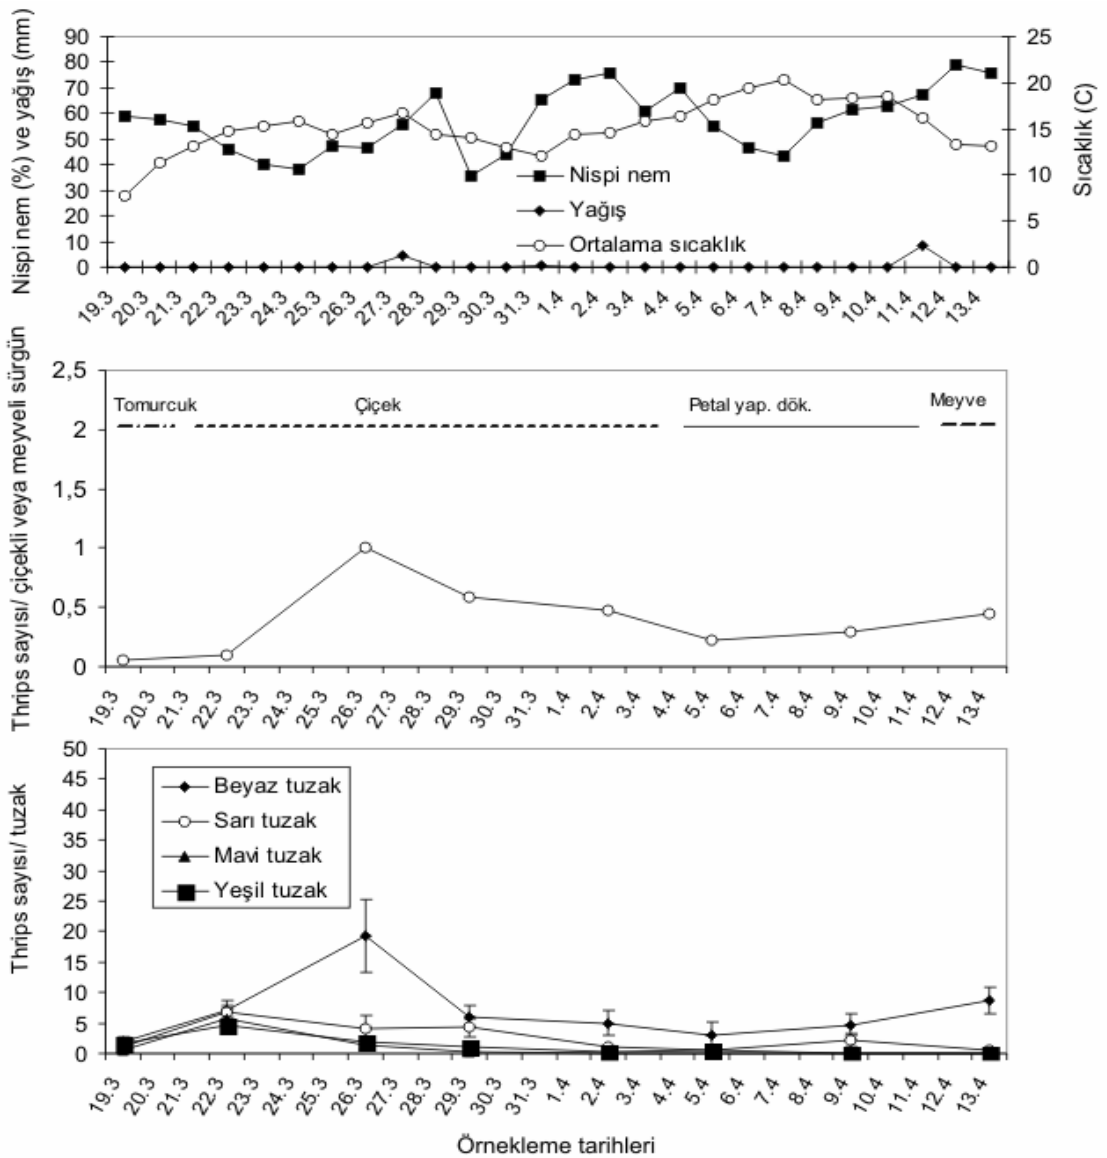 Nispi nem (%) ve yağış (mm)
90
80
70
60
50
40
30
20
10
0
25
20
15
10
5
0
Sıcaklık (C)
Nispi nem
Yağış
Ortalama sıcaklık
19.3 20.3 21.3 22.3 23.3 24.3 25.3 26.3 27.3 28.3 29.3 30.3 31.3 1.4 2.4 3.4 4.4 5.4 6.4 7.4 8.4 9.4 10.4 11.4 12.4 13.4
Thrips sayısı/ çiçekli veya meyveli sürgün
2,5
2
1,5
1
0,5
0
Tomurcuk Çiçek Petal yap. dök. Meyve
19.3 20.3 21.3 22.3 23.3 24.3 25.3 26.3 27.3 28.3 29.3 30.3 31.3 1.4 2.4 3.4 4.4 5.4 6.4 7.4 8.4 9.4 10.4 11.4 12.4 13.4
Thrips sayısı/ tuzak
50
45
40
35
30
25
20
15
10
5
0
Beyaz tuzak
Sarı tuzak
Mavi tuzak
Yeşil tuzak
19.3 20.3 21.3 22.3 23.3 24.3 25.3 26.3 27.3 28.3 29.3 30.3 31.3 1.4 2.4 3.4 4.4 5.4 6.4 7.4 8.4 9.4 10.4 11.4 12.4 13.4
Örnekleme tarihleri